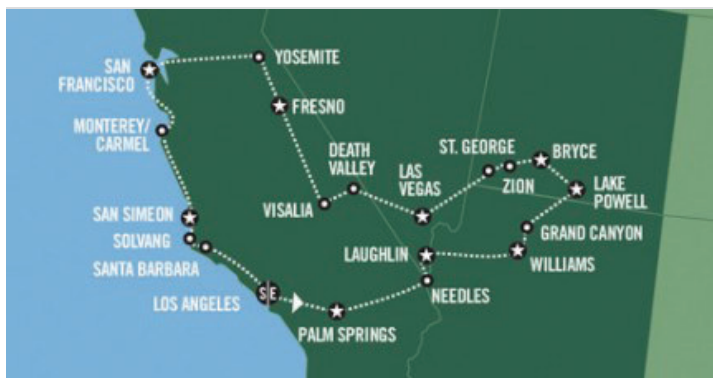 YOSEMITE
SAN
FRANCISCO
FRESNO
MONTEREY/
CARMEL
DEATH
VALLEY
LAS
VEGAS
ST. GEORGE
BRYCE
ZION
LAKE
POWELL
VISALIA
SAN SIMEON
SOLVANG
SANTA BARBARA
GRAND CANYON
LAUGHLIN
WILLIAMS
LOS ANGELES
S E
NEEDLES
PALM SPRINGS